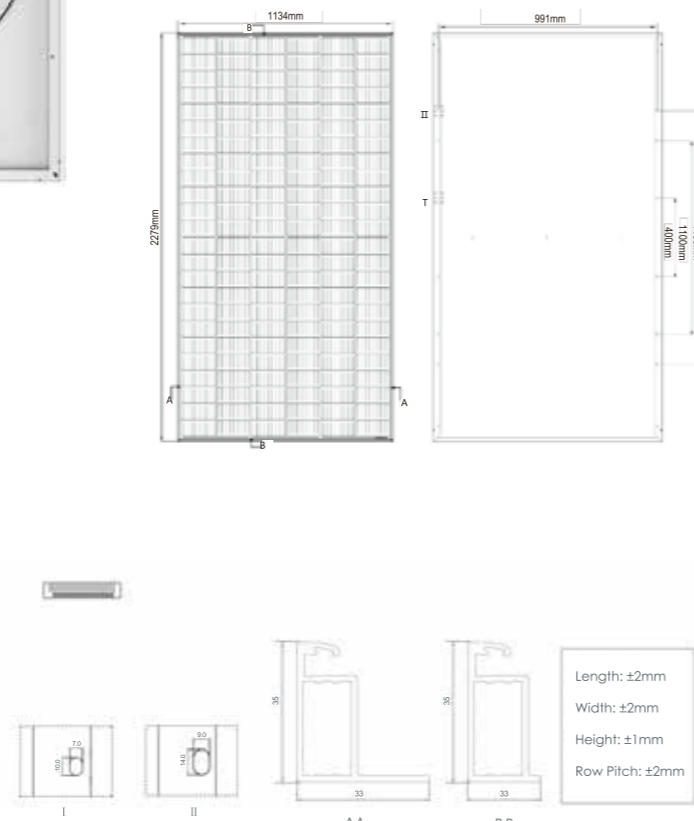 1134mm
991mm
B
II
T
2279mm
1100mm
400mm
A
A
B
35
35
Length: ±2mm
Width: ±2mm
Height: ±1mm
Row Pitch: ±2mm
7.0
10.0
9.0
14.0
33
33
I
II